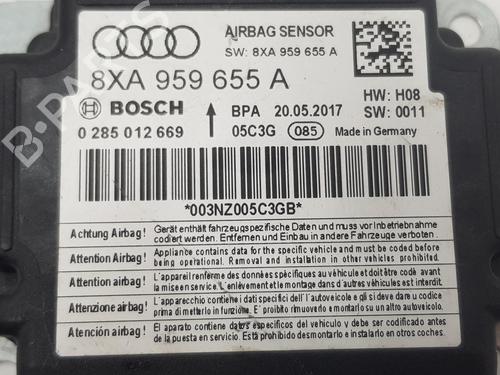 AIRBAG SENSOR
SW: 8XA 959 655 A
8XA 959 655 A
HW: H08
BOSCH
BPA 20.05.2017
SW: 0011
0 285 012 669
05C3G 085 Made in Germany
*003NZ005C3GB*
Achtung Airbag!
Gerät enthält fahrzeugspezifische Daten und muss vor Inbetriebnahme
codiert werden. Entfernen und Einbau in andere Fahrzeuge verboten.
Attention Airbag!
Appliance contains data for the specific vehicle and must be coded before
being operational. Removal and installation in other vehicles prohibited.
Attention Airbag!
L'appareil renferme des données spécifiques au véhicule et doit être codé avant
la mise en service. L'enlèvement et le montage dans d'autres véhicules est interdit.
Attenzione airbag!
L'apparecchio contiene i dati specifici dell'autoveicolo e gli si deve dare u codice
prima di metterlo in funzione. E' proibito rimuoverlo e montarlo su un altro autoveicolo.
Atención airbag!
El aparato contiene datos especificos del vehículo y debe ser codificado antes
de la puesta en servicio. Está prohibido desmontarlo e instalarlo en otros coches.
B-PARTS